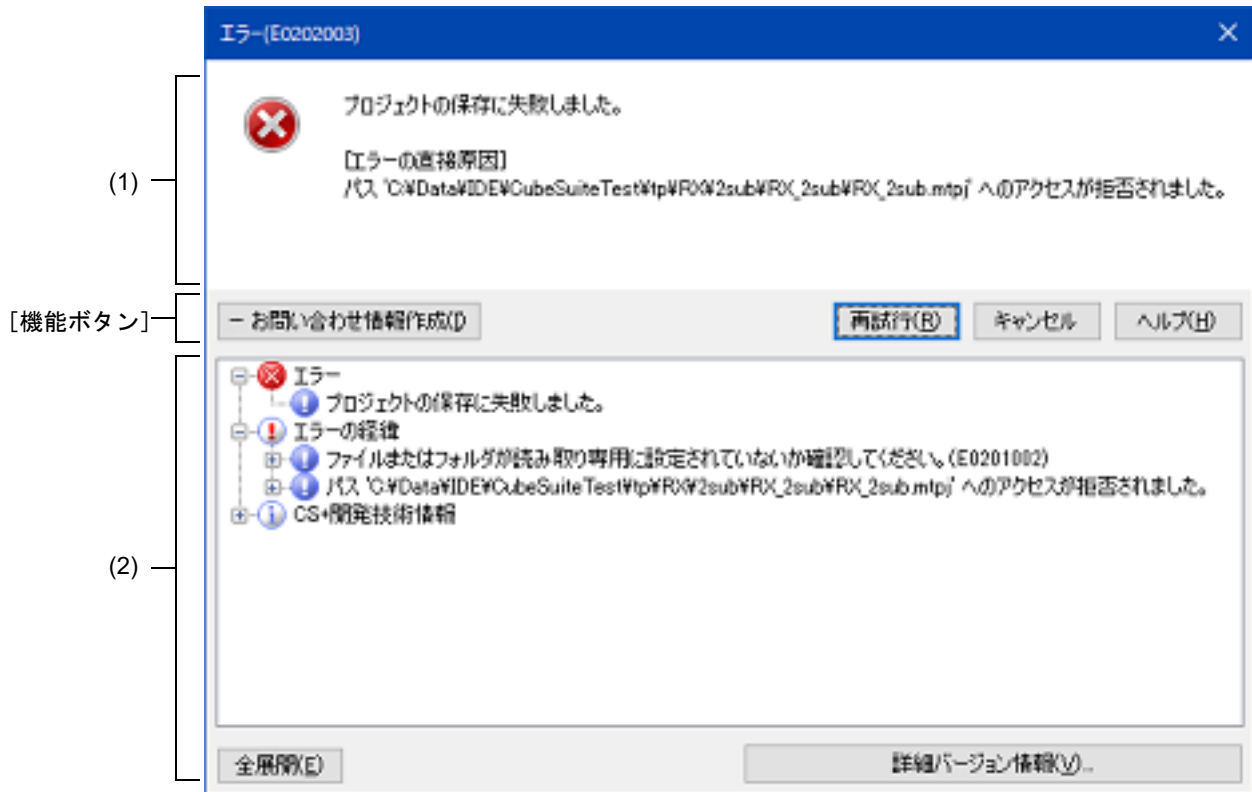 エラー(E0202003)
プロジェクトの保存に失敗しました。
[エラーの直接原因]
パス 'C:¥Data¥IDE¥CubeSuiteTest¥tp¥RX¥2sub¥RX_2sub¥RX_2sub.mtpj' へのアクセスが拒否されました。
(1)
[機能ボタン]
− お問い合わせ情報作成(I)
再試行(R)
キャンセル
ヘルプ(H)
エラー
プロジェクトの保存に失敗しました。
エラーの経緯
ファイルまたはフォルダが読み取り専用に設定されていないか確認してください。(E0201002)
パス 'C:¥Data¥IDE¥CubeSuiteTest¥tp¥RX¥2sub¥RX_2sub¥RX_2sub.mtpj' へのアクセスが拒否されました。
CS+開発技術情報
(2)
全展開(E)
詳細バージョン情報(V)...